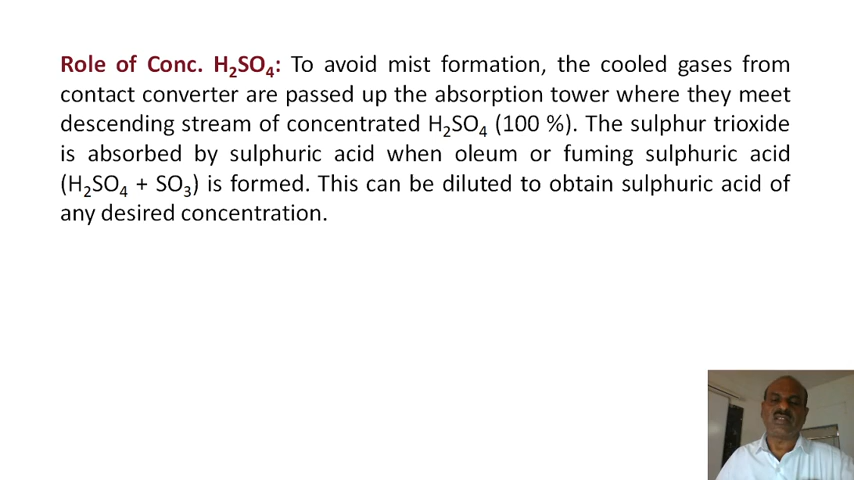 Role of Conc. H₂SO₄: To avoid mist formation, the cooled gases from
contact converter are passed up the absorption tower where they meet
descending stream of concentrated H₂SO₄ (100 %). The sulphur trioxide
is absorbed by sulphuric acid when oleum or fuming sulphuric acid
(H₂SO₄ + SO₃) is formed. This can be diluted to obtain sulphuric acid of
any desired concentration.